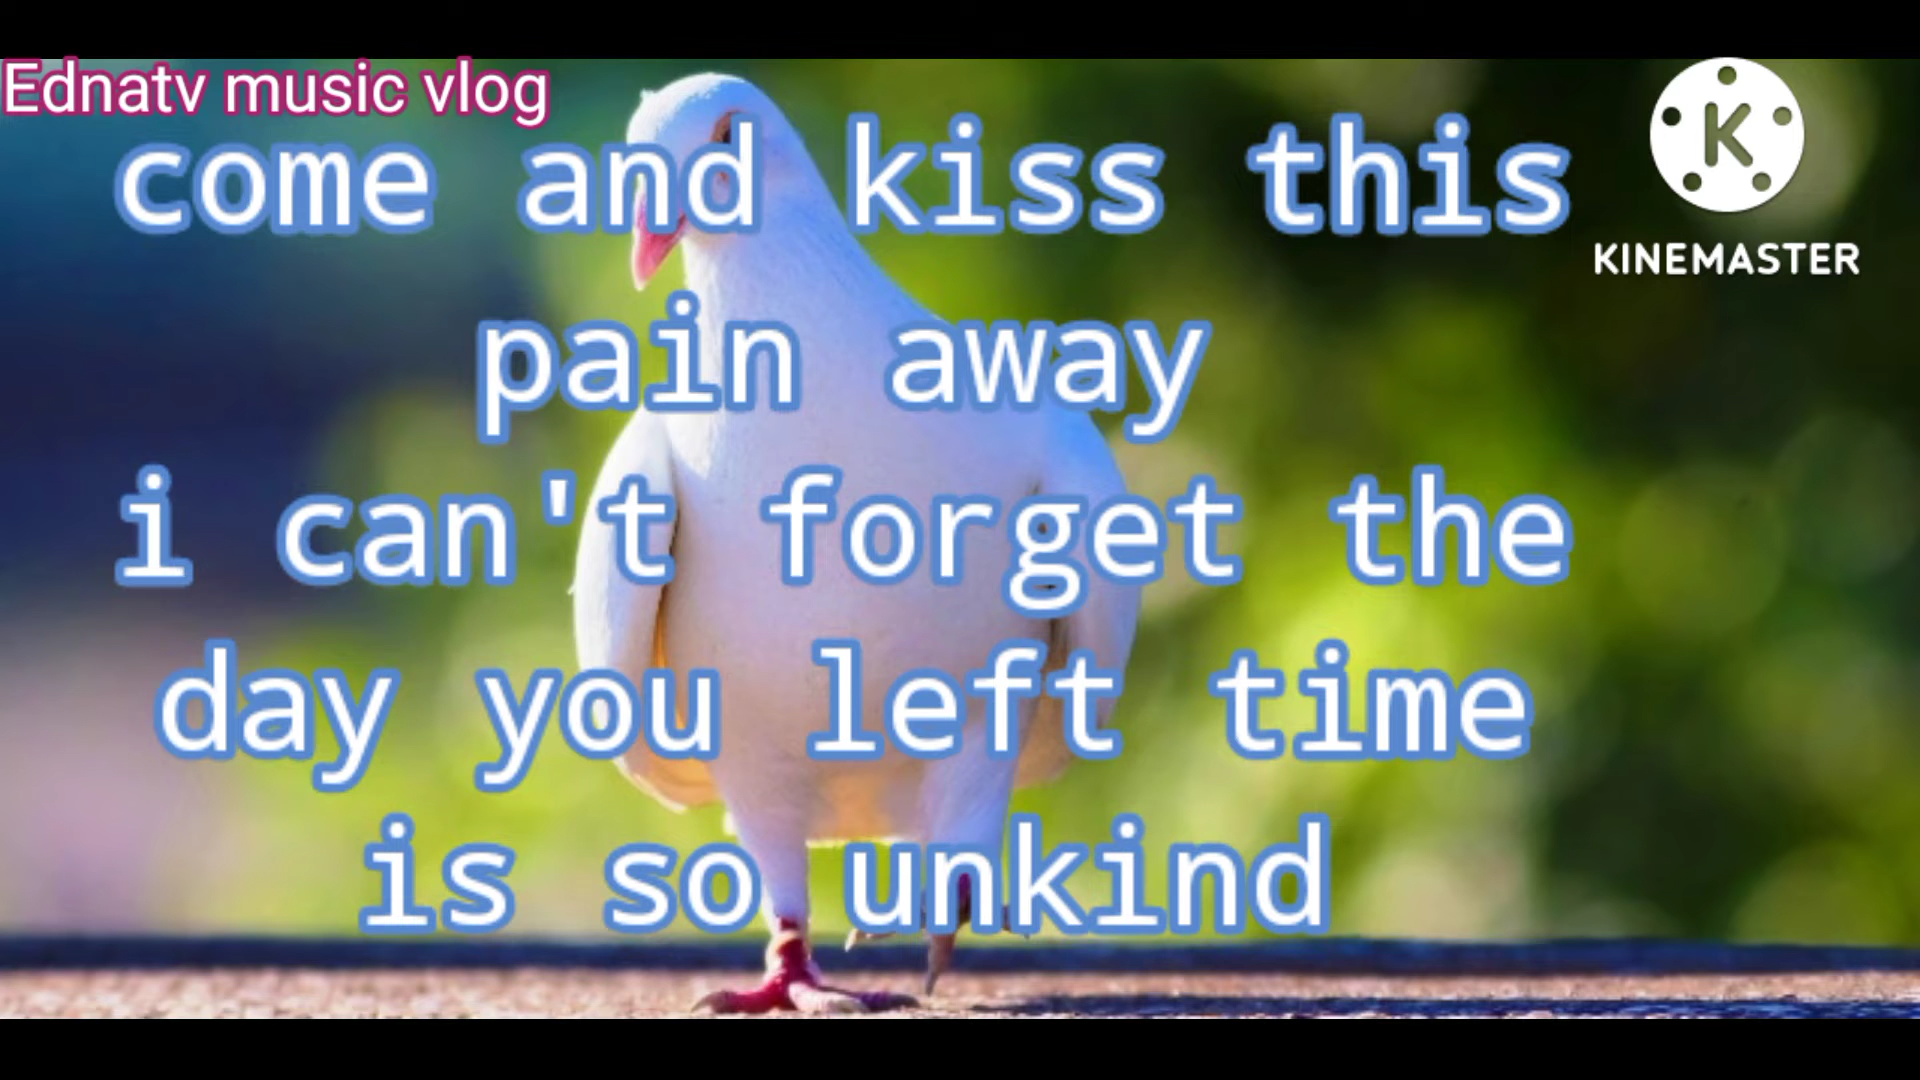 Ednatv music vlog
come and kiss this
pain away
i can't forget the
day you left time
is so unkind
K
KINEMASTER